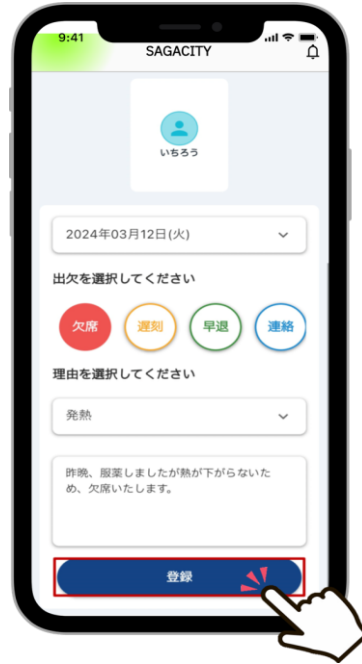 9:41
SAGACITY
いちろう
2024年03月12日(火)
出欠を選択してください
欠席 遅刻 早退 連絡
理由を選択してください
発熱
昨晩、服薬しましたが熱が下がらないた
め、欠席いたします。
登録